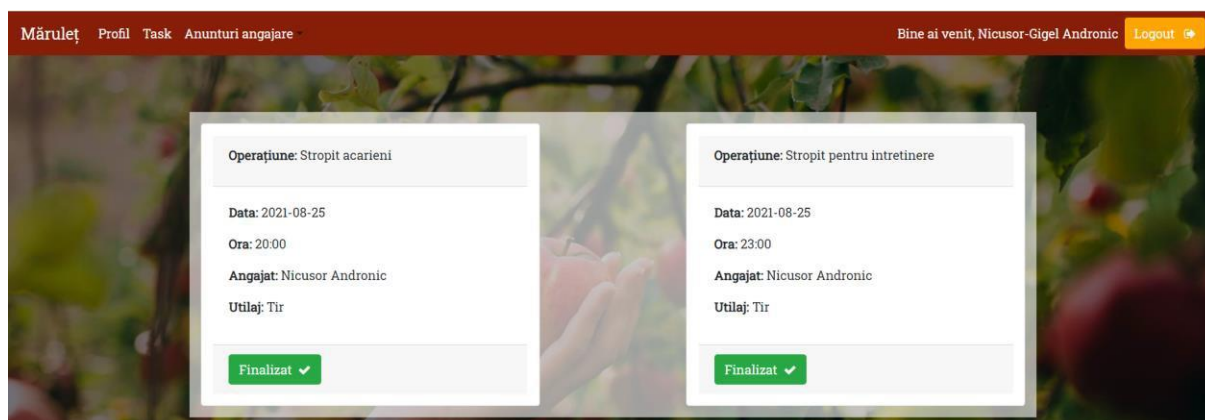 Măruleț Profil Task Anunturi angajare Bine ai venit, Nicusor-Gigel Andronic Logout
Operațiune: Stropit acarieni
Data: 2021-08-25
Ora: 20:00
Angajat: Nicusor Andronic
Utilaj: Tir
Finalizat
Operațiune: Stropit pentru intretinere
Data: 2021-08-25
Ora: 23:00
Angajat: Nicusor Andronic
Utilaj: Tir
Finalizat